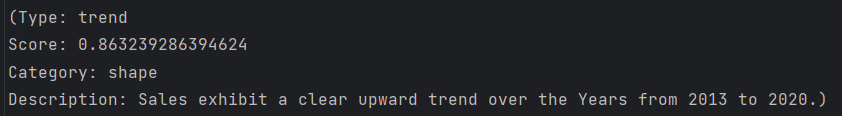 (Type: trend
Score: 0.863239286394624
Category: shape
Description: Sales exhibit a clear upward trend over the Years from 2013 to 2020.)